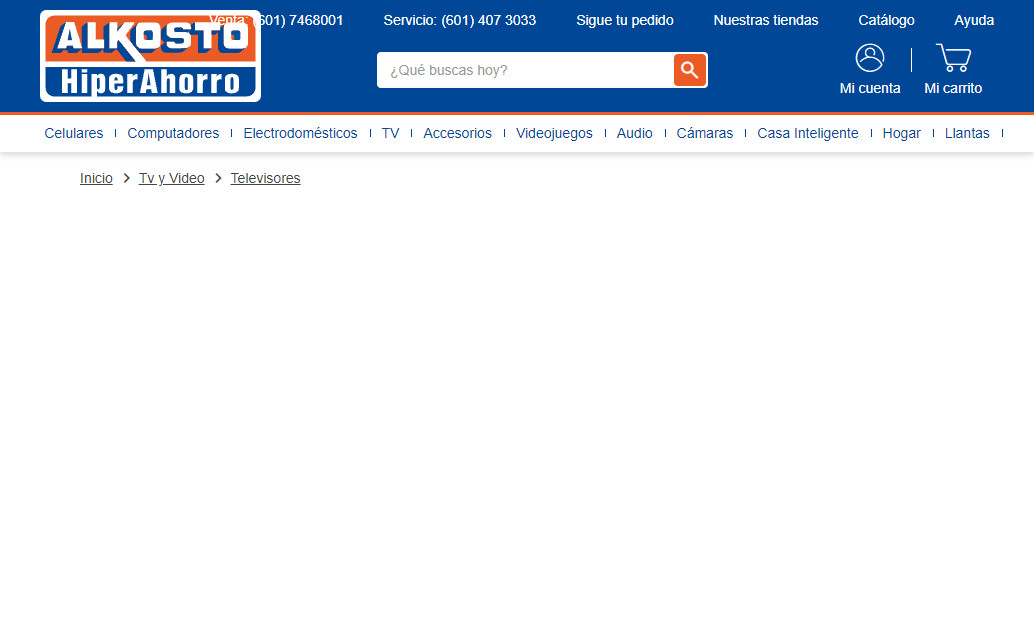 Venta: (601) 7468001 Servicio: (601) 407 3033 Sigue tu pedido Nuestras tiendas Catálogo Ayuda
ALKOSTO
HiperAhorro
¿Qué buscas hoy?
Mi cuenta Mi carrito
Celulares Computadores Electrodomésticos TV Accesorios Videojuegos Audio Cámaras Casa Inteligente Hogar Llantas
Inicio Tv y Video Televisores